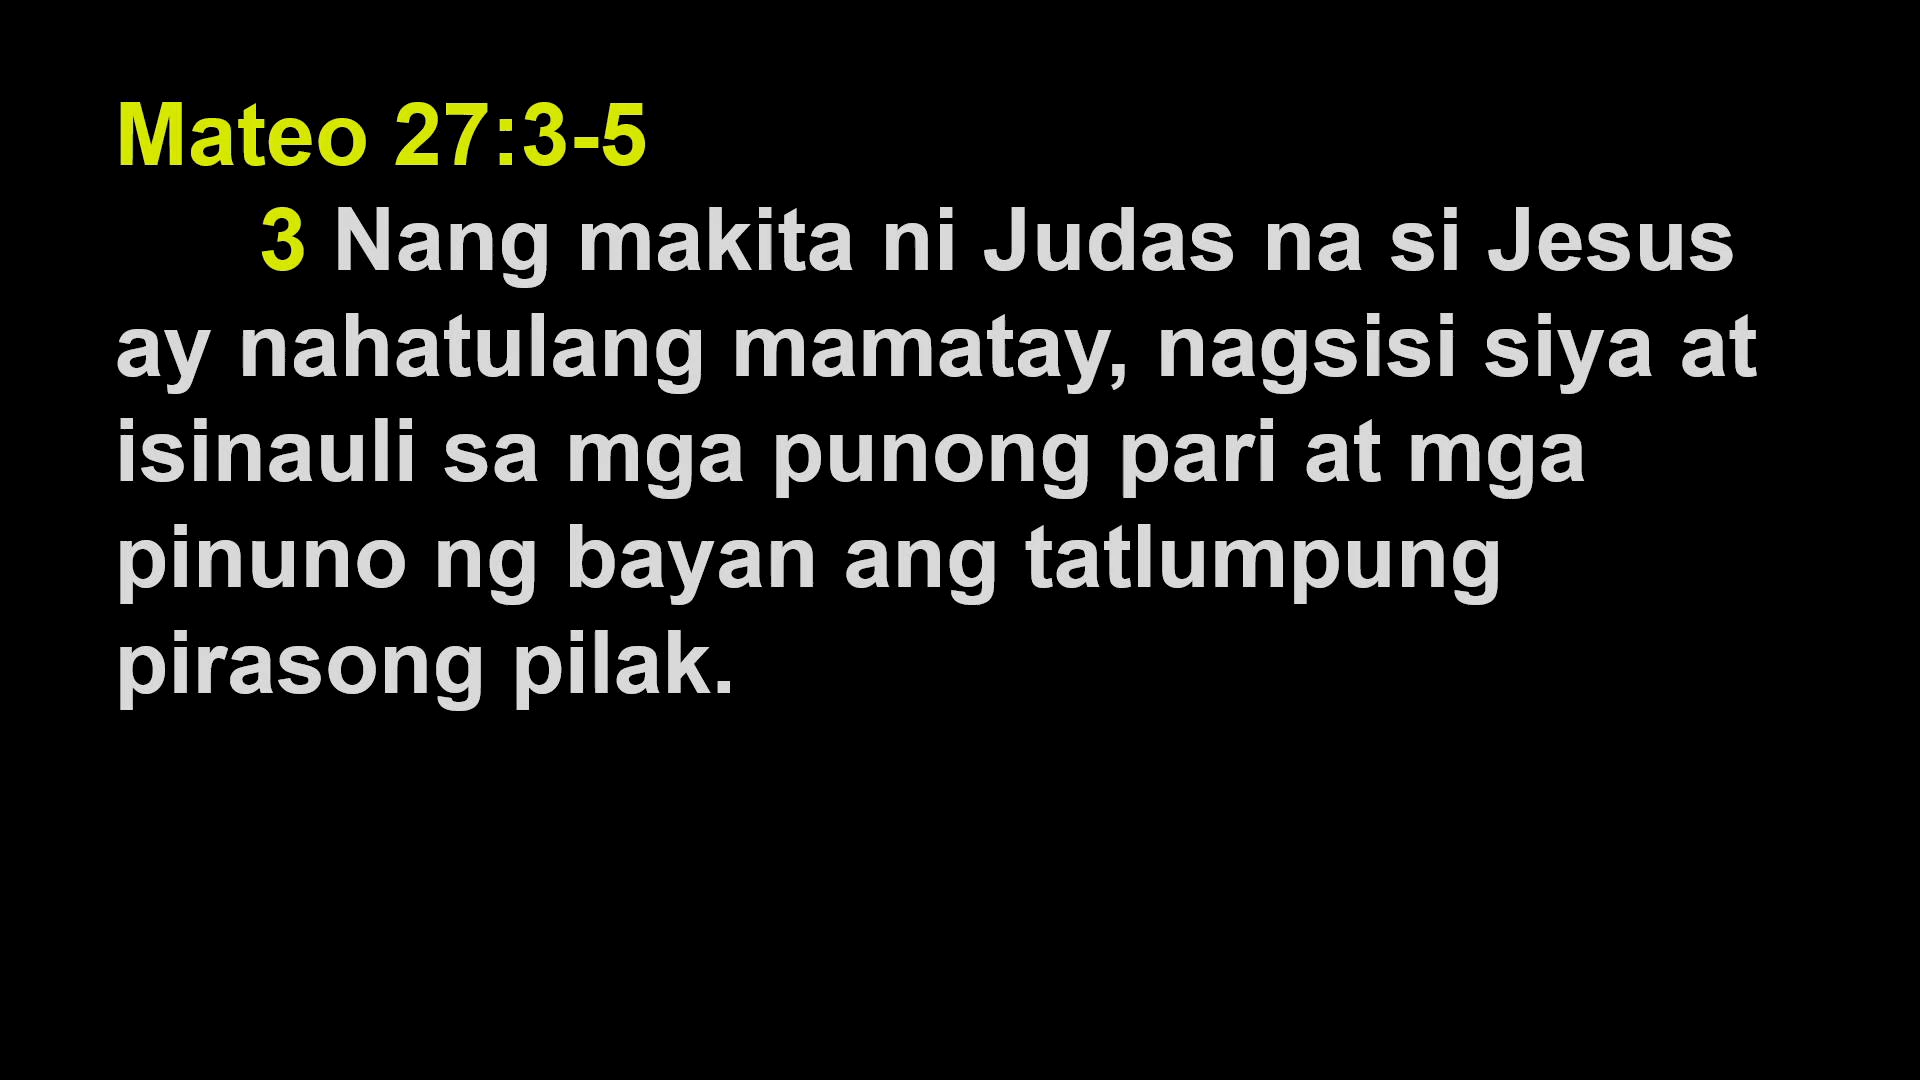 Mateo 27:3-5
3 Nang makita ni Judas na si Jesus
ay nahatulang mamatay, nagsisi siya at
isinauli sa mga punong pari at mga
pinuno ng bayan ang tatlumpung
pirasong pilak.